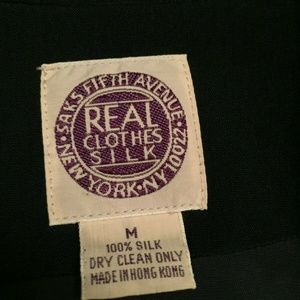 ·SAKS FIFTH AVENUE·
REAL
CLOTHES
SILK
NEW YORK·NY 10022
M
100% SILK
DRY CLEAN ONLY
MADE IN HONG KONG